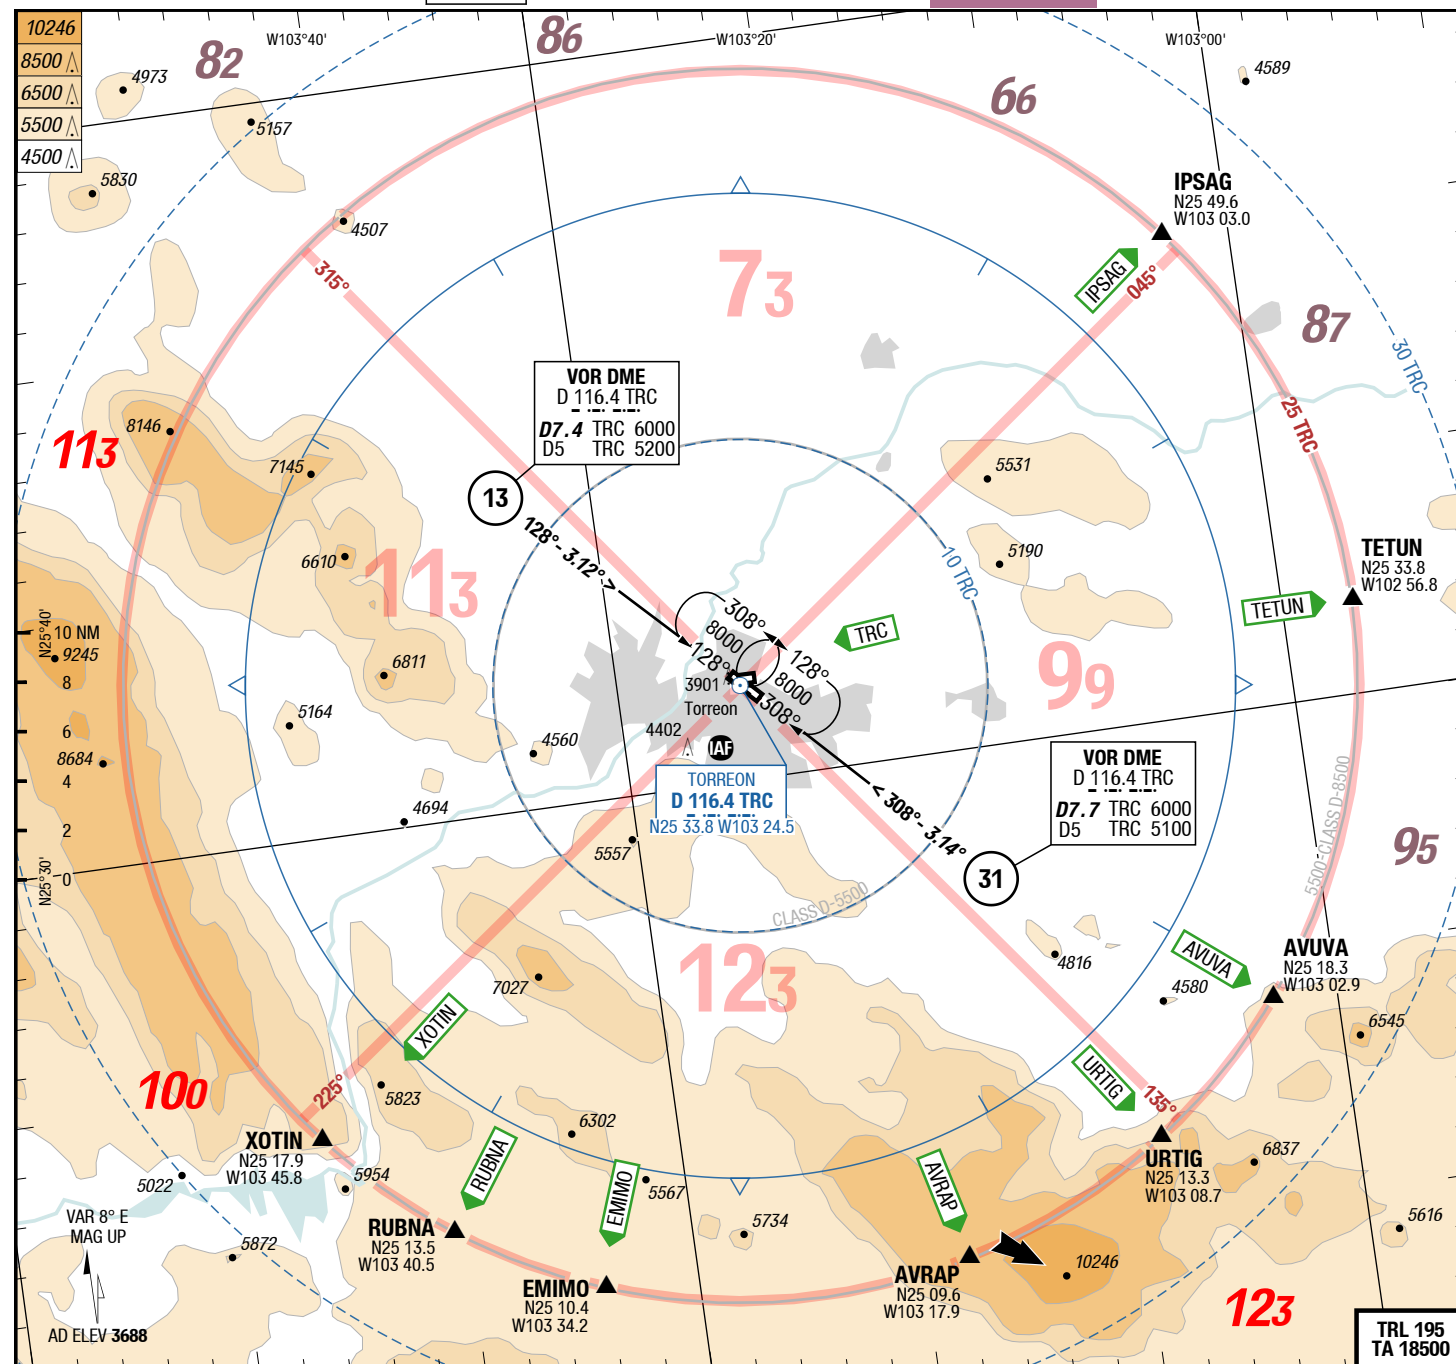 10246
8500
6500
5500
4500
W103°40'
W103°20'
W103°00'
82
86
66
4973
5157
5830
4507
4589
IPSAG
N25 49.6
W103 03.0
IPSAG
045°
315°
73
87
30 TRC
25 TRC
VOR DME
D 116.4 TRC
D7.4 TRC 6000
D5 TRC 5200
13
128°- 3.12° >
113
8146
7145
6610
113
5531
5190
10 TRC
TETUN
N25 33.8
W102 56.8
TETUN
TRC
308°
8000
128°
128°
8000
308°
3901
Torreon
4402
IAF
99
N25°40'
10 NM
9245
8
6
8684
4
2
0
N25°30'
6811
5164
4560
4694
TORREON
D 116.4 TRC
N25 33.8 W103 24.5
5557
VOR DME
D 116.4 TRC
D7.7 TRC 6000
D5 TRC 5100
< 308°- 3.14°
31
CLASS D-5500
5500-CLASS D-8500
95
123
7027
4816
4580
AVUVA
AVUVA
N25 18.3
W103 02.9
6545
XOTIN
5823
225°
100
6302
URTIG
135°
XOTIN
N25 17.9
W103 45.8
5022
5954
RUBNA
EMIMO
5567
AVRAP
URTIG
N25 13.3
W103 08.7
6837
5616
VAR 8° E
MAG UP
5872
RUBNA
N25 13.5
W103 40.5
5734
EMIMO
N25 10.4
W103 34.2
AVRAP
N25 09.6
W103 17.9
10246
123
AD ELEV 3688
TRL 195
TA 18500